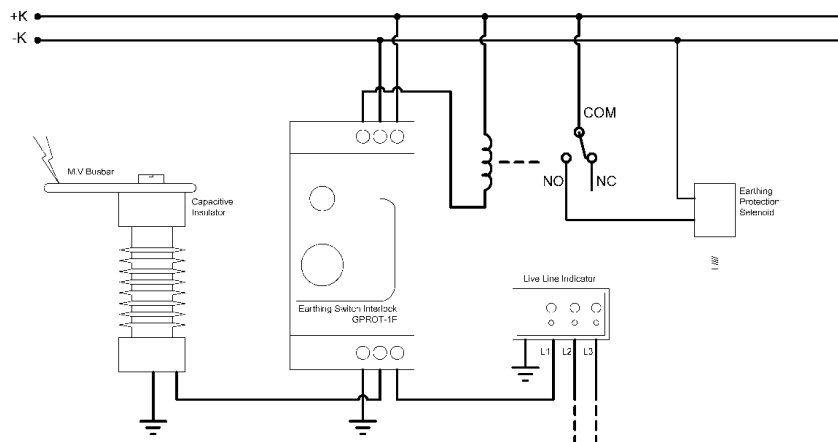 +K
-K
COM
M.V Busbar
NO
NC
Capacitive
Insulator
Earthing
Protection
Selenoid
Live Line Indicator
Earthing Switch Interlock
GPROT-1F
L1
L2
L3